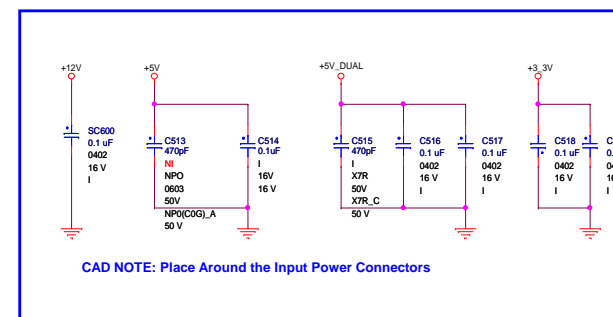 +12V
+5V
+5V_DUAL
+3_3V
SC600
0.1 uF
0402
16 V
I
C513
470pF
NI
NPO
0603
50V
NP0(C0G)_A
50 V
C514
0.1uF
I
16V
16 V
C515
470pF
I
X7R
50V
X7R_C
50 V
C516
0.1 uF
0402
16 V
I
C517
0.1 uF
0402
16 V
I
C518
0.1 uF
0402
16 V
I
CAD NOTE: Place Around the Input Power Connectors